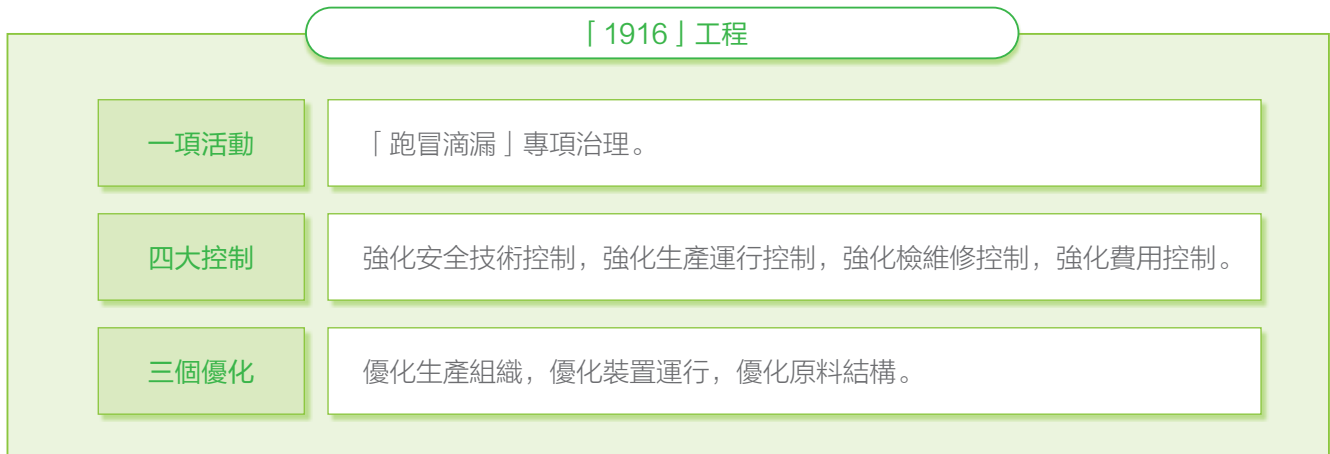 「1916」工程
一項活動
「跑冒滴漏」專項治理。
四大控制
強化安全技術控制，強化生產運行控制，強化檢維修控制，強化費用控制。
三個優化
優化生產組織，優化裝置運行，優化原料結構。